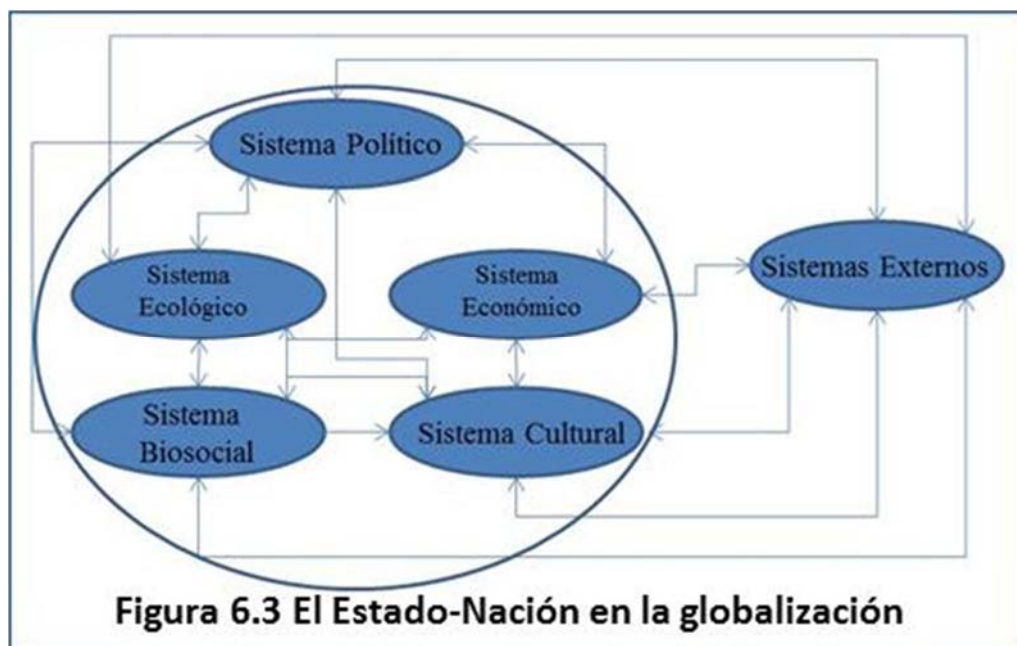 Sistema Político
Sistema
Ecológico
Sistema
Económico
Sistemas Externos
Sistema
Biosocial
Sistema Cultural
Figura 6.3 El Estado-Nación en la globalización